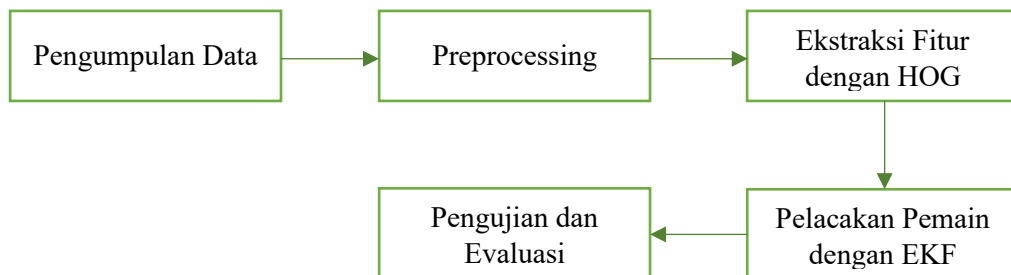 Pengumpulan Data
Preprocessing
Ekstraksi Fitur
dengan HOG
Pengujian dan
Evaluasi
Pelacakan Pemain
dengan EKF